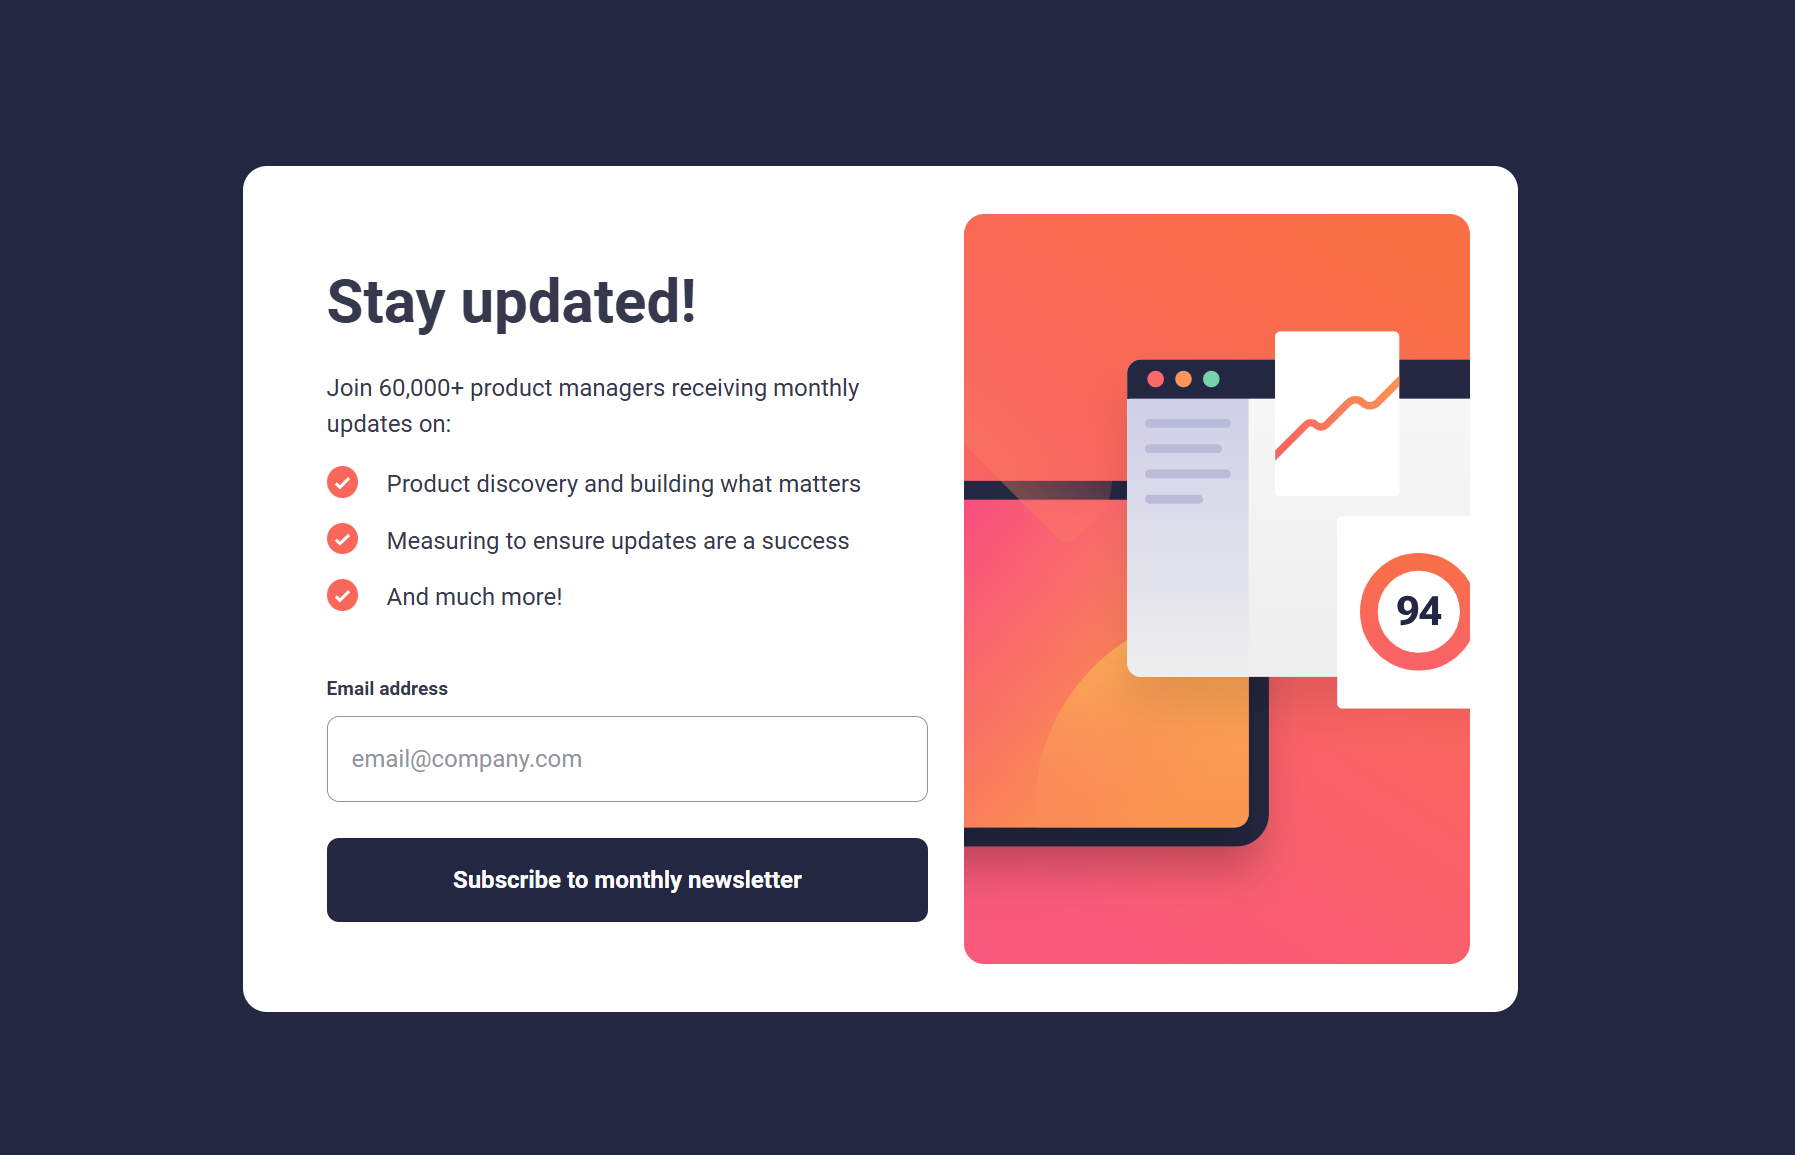 Stay updated!
Join 60,000+ product managers receiving monthly
updates on:
Product discovery and building what matters
Measuring to ensure updates are a success
And much more!
Email address
email@company.com
Subscribe to monthly newsletter
94